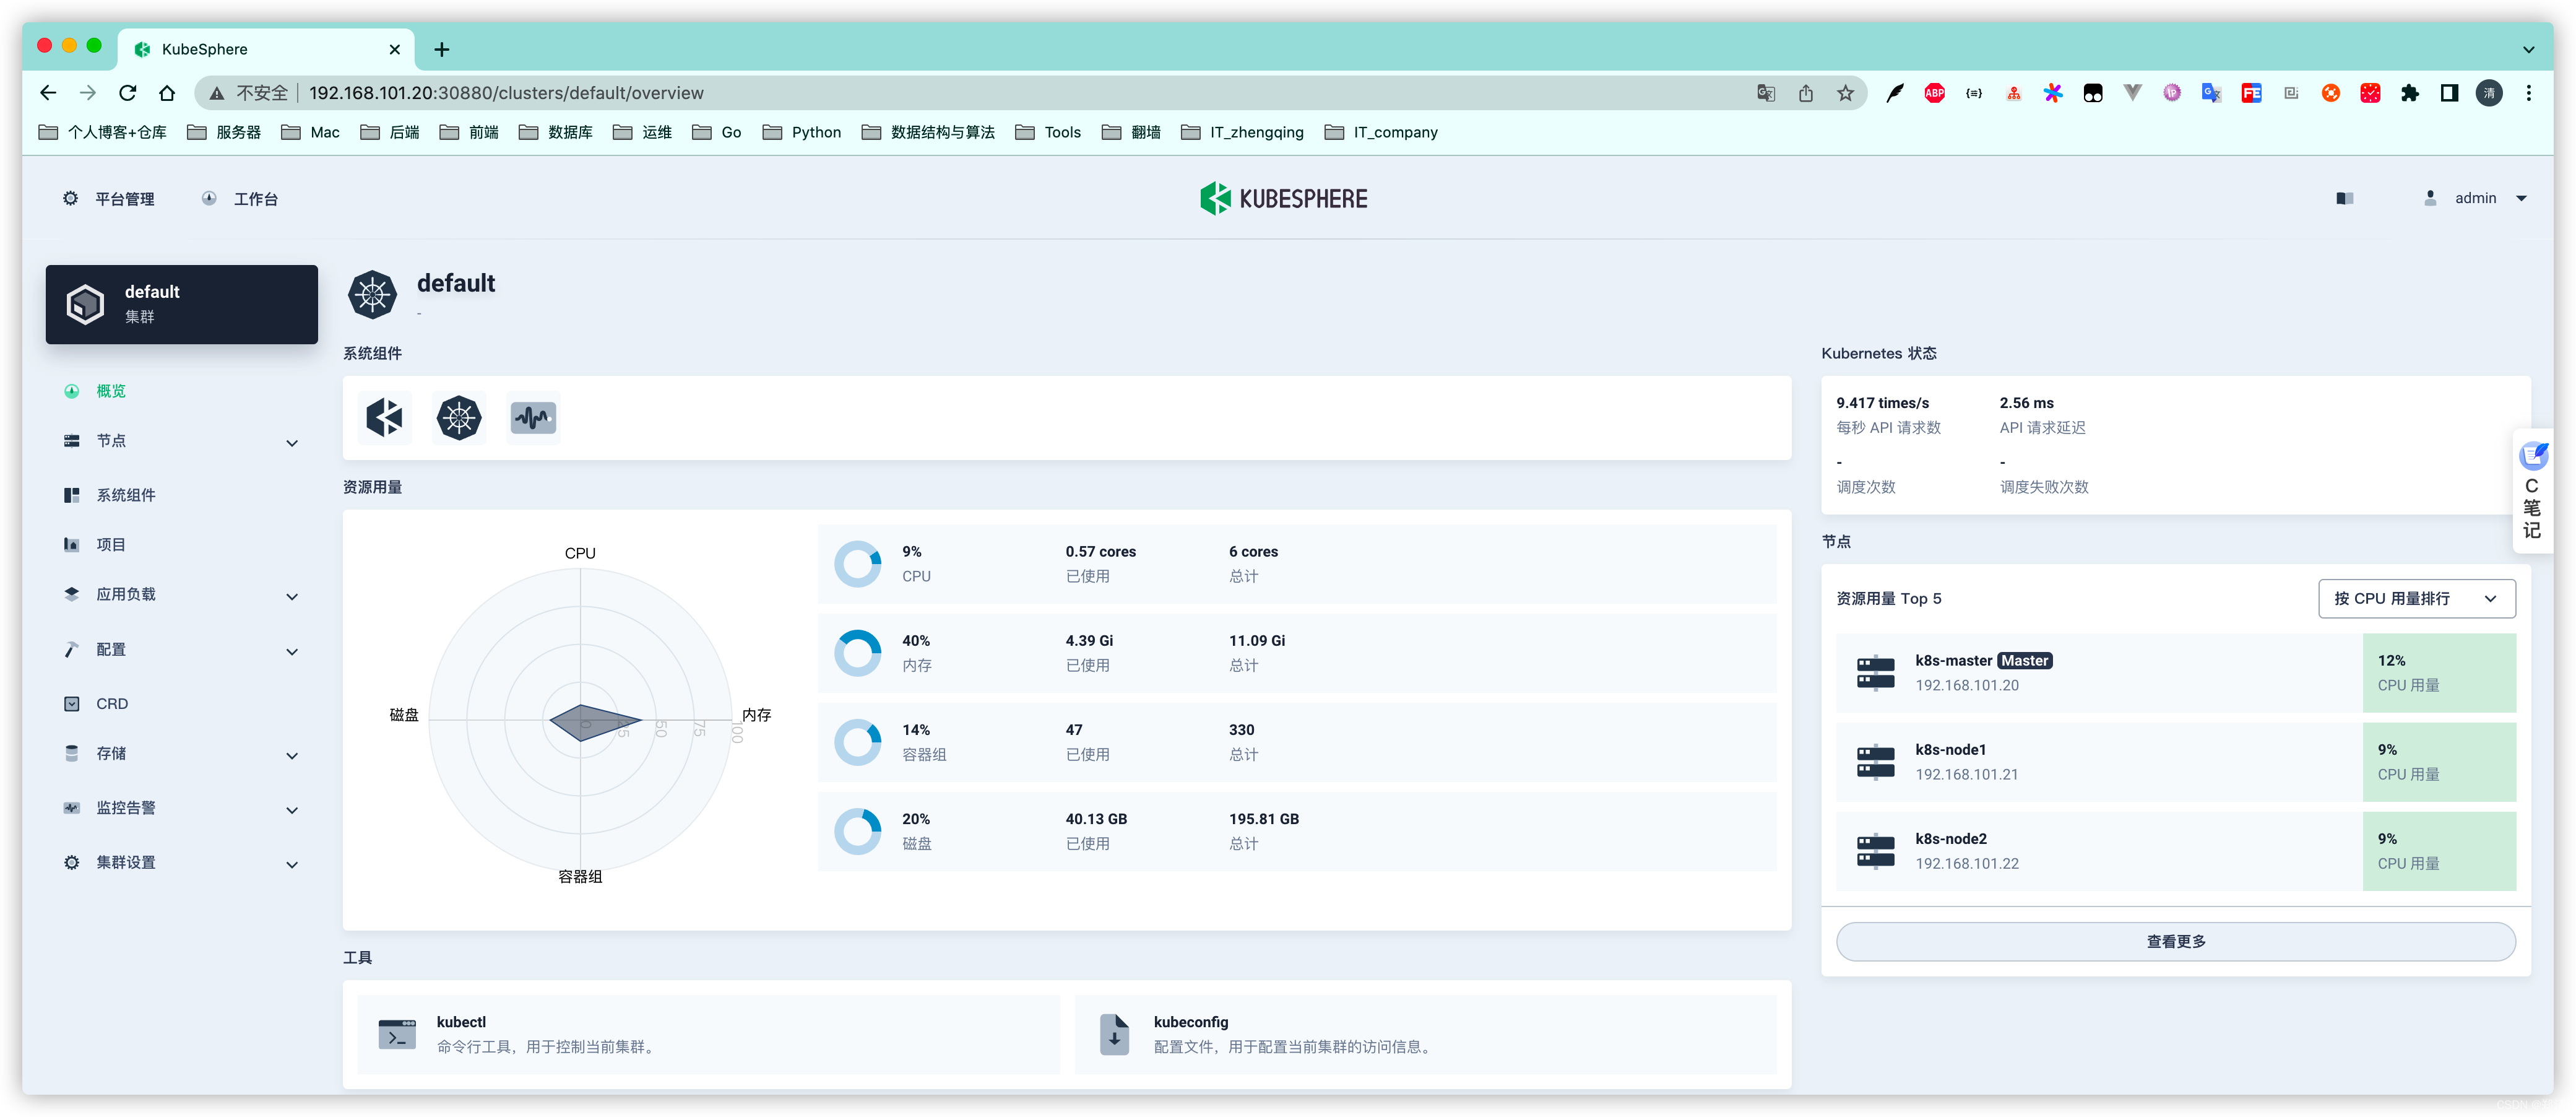 KubeSphere
不安全 192.168.101.20:30880/clusters/default/overview
ABP
FE
清
个人博客+仓库 服务器 Mac 后端 前端 数据库 运维 Go Python 数据结构与算法 Tools 翻墙 IT_zhengqing IT_company
平台管理 工作台 KUBESPHERE admin
default
集群
概览
节点
系统组件
项目
应用负载
配置
CRD
存储
监控告警
集群设置
default
-
系统组件
资源用量
CPU
内存
容器组
磁盘
0 25 50 75 100
9% 0.57 cores 6 cores
CPU 已使用 总计
40% 4.39 Gi 11.09 Gi
内存 已使用 总计
14% 47 330
容器组 已使用 总计
20% 40.13 GB 195.81 GB
磁盘 已使用 总计
工具
kubectl
命令行工具，用于控制当前集群。
kubeconfig
配置文件，用于配置当前集群的访问信息。
Kubernetes 状态
9.417 times/s 2.56 ms
每秒 API 请求数 API 请求延迟
- -
调度次数 调度失败次数
节点
资源用量 Top 5 按 CPU 用量排行
k8s-master Master 12%
192.168.101.20 CPU 用量
k8s-node1 9%
192.168.101.21 CPU 用量
k8s-node2 9%
192.168.101.22 CPU 用量
查看更多
C
笔
记